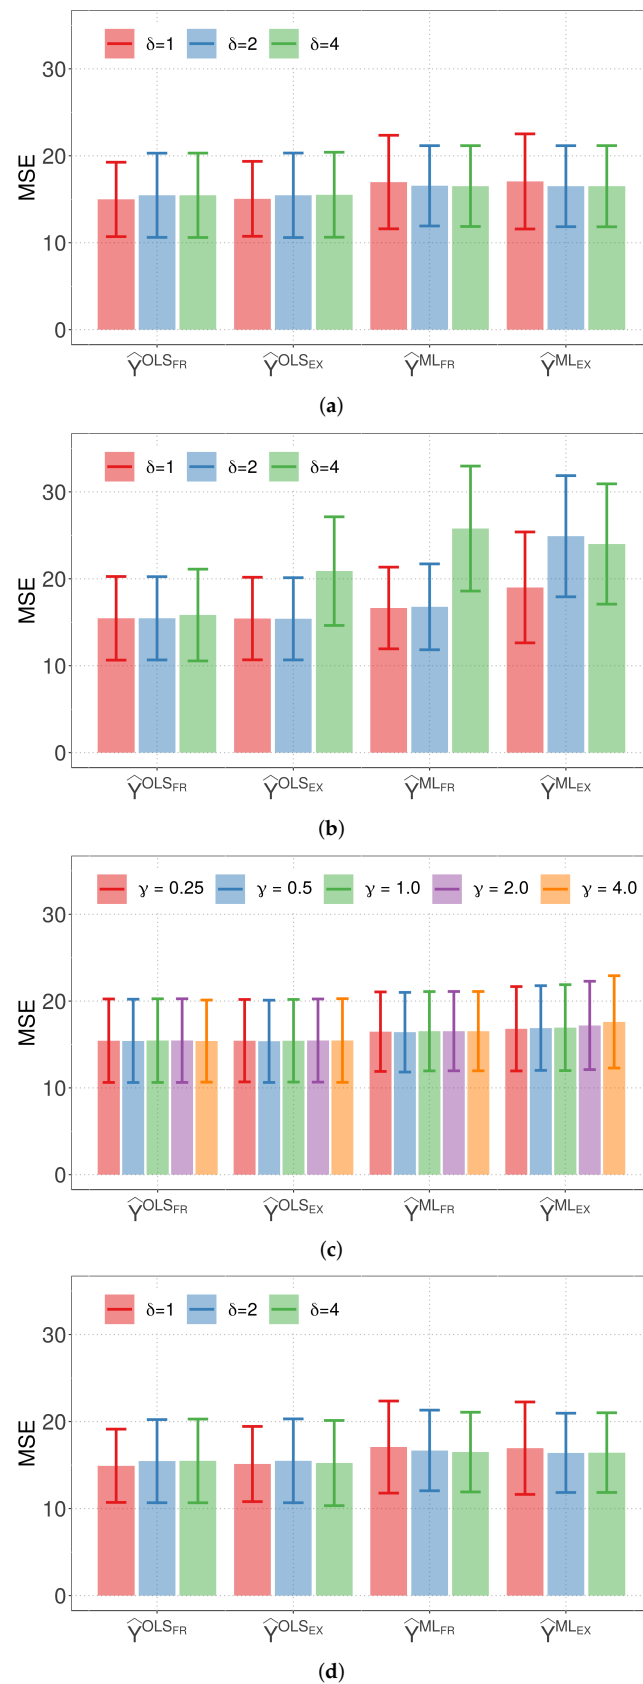 δ=1 δ=2 δ=4
30
20
10
0
MSE
Ŷ^OLS_FR Ŷ^OLS_EX Ŷ^ML_FR Ŷ^ML_EX
(a)
δ=1 δ=2 δ=4
30
20
10
0
MSE
Ŷ^OLS_FR Ŷ^OLS_EX Ŷ^ML_FR Ŷ^ML_EX
(b)
γ = 0.25 γ = 0.5 γ = 1.0 γ = 2.0 γ = 4.0
30
20
10
0
MSE
Ŷ^OLS_FR Ŷ^OLS_EX Ŷ^ML_FR Ŷ^ML_EX
(c)
δ=1 δ=2 δ=4
30
20
10
0
MSE
Ŷ^OLS_FR Ŷ^OLS_EX Ŷ^ML_FR Ŷ^ML_EX
(d)